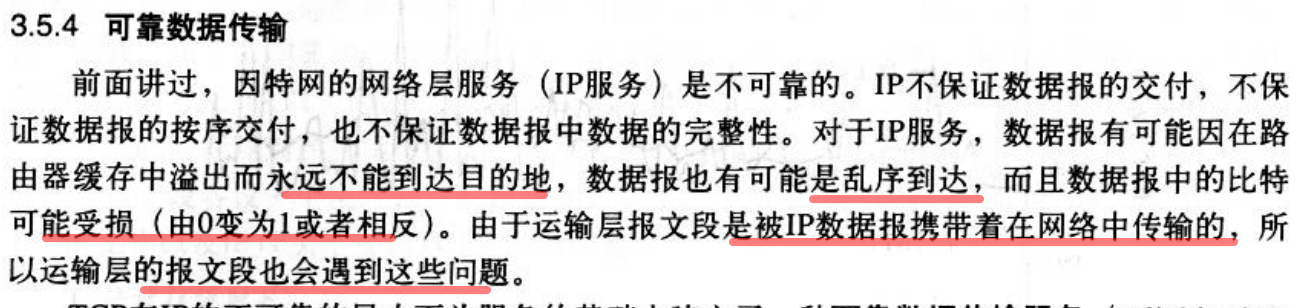 3.5.4 可靠数据传输
前面讲过，因特网的网络层服务（IP服务）是不可靠的。IP不保证数据报的交付，不保
证数据报的按序交付，也不保证数据报中数据的完整性。对于IP服务，数据报有可能因在路
由器缓存中溢出而永远不能到达目的地，数据报也有可能是乱序到达，而且数据报中的比特
可能受损（由0变为1或者相反）。由于运输层报文段是被IP数据报携带着在网络中传输的，所
以运输层的报文段也会遇到这些问题。